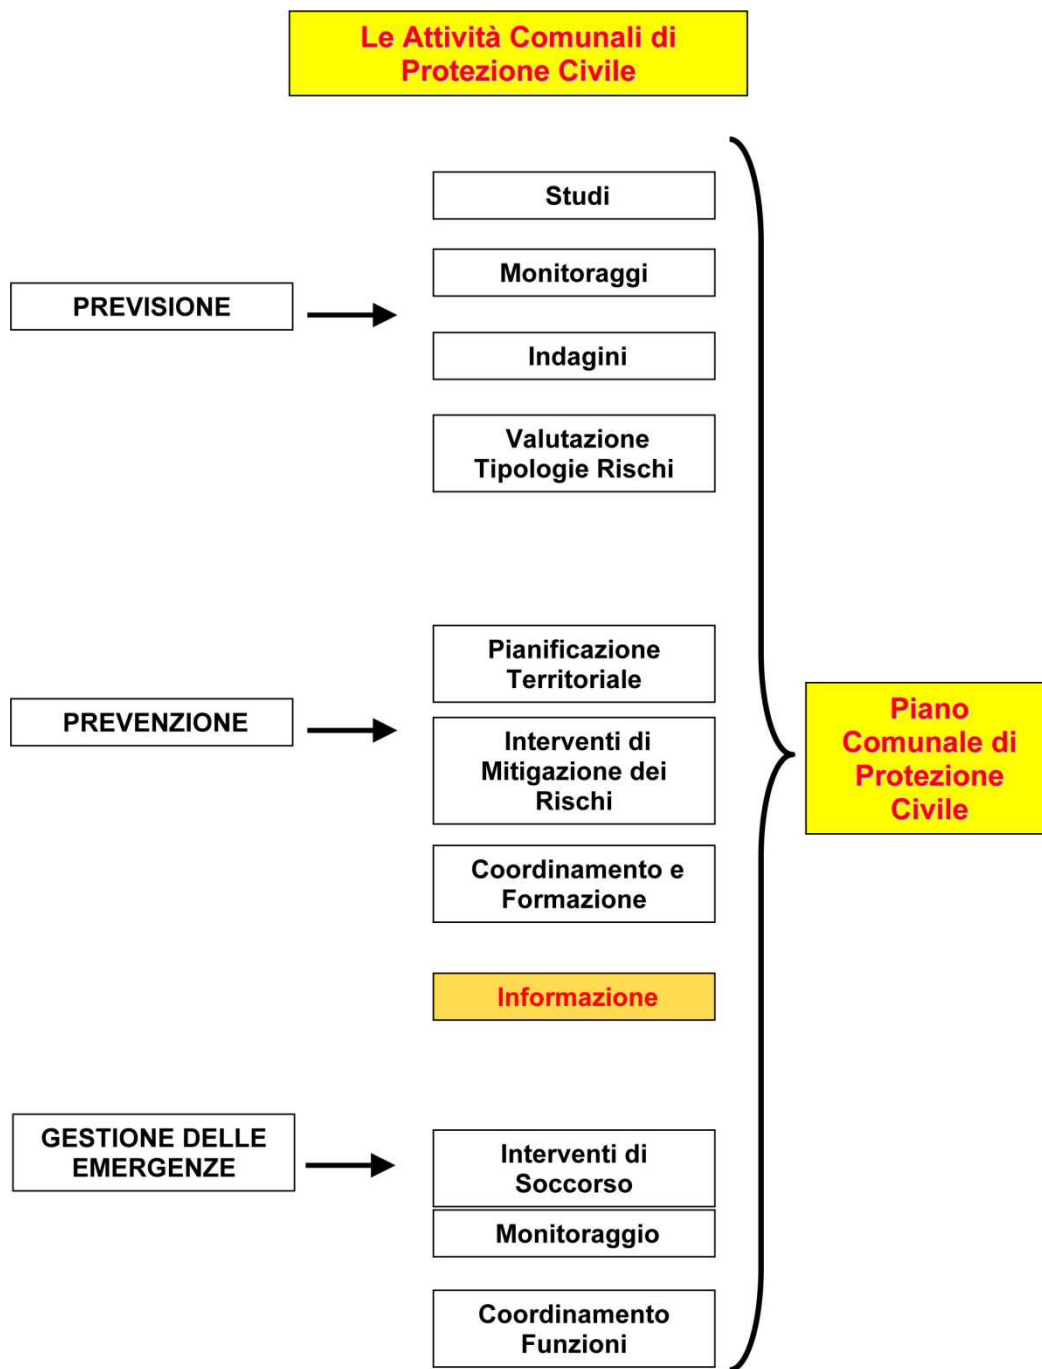 Le Attività Comunali di
Protezione Civile
PREVISIONE
Studi
Monitoraggi
Indagini
Valutazione
Tipologie Rischi
PREVENZIONE
Pianificazione
Territoriale
Interventi di
Mitigazione dei
Rischi
Coordinamento e
Formazione
Informazione
GESTIONE DELLE
EMERGENZE
Interventi di
Soccorso
Monitoraggio
Coordinamento
Funzioni
Piano
Comunale di
Protezione
Civile